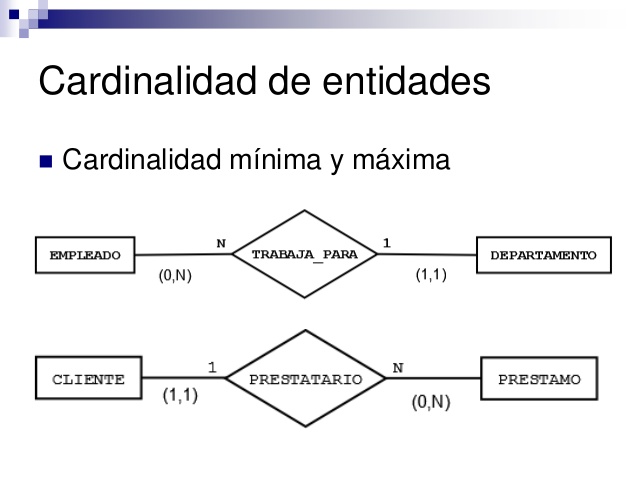 Cardinalidad de entidades
Cardinalidad mínima y máxima
N
1
EMPLEADO
TRABAJA_PARA
DEPARTAMENTO
(0,N)
(1,1)
1
N
CLIENTE
PRESTATARIO
PRESTAMO
(1,1)
(0,N)